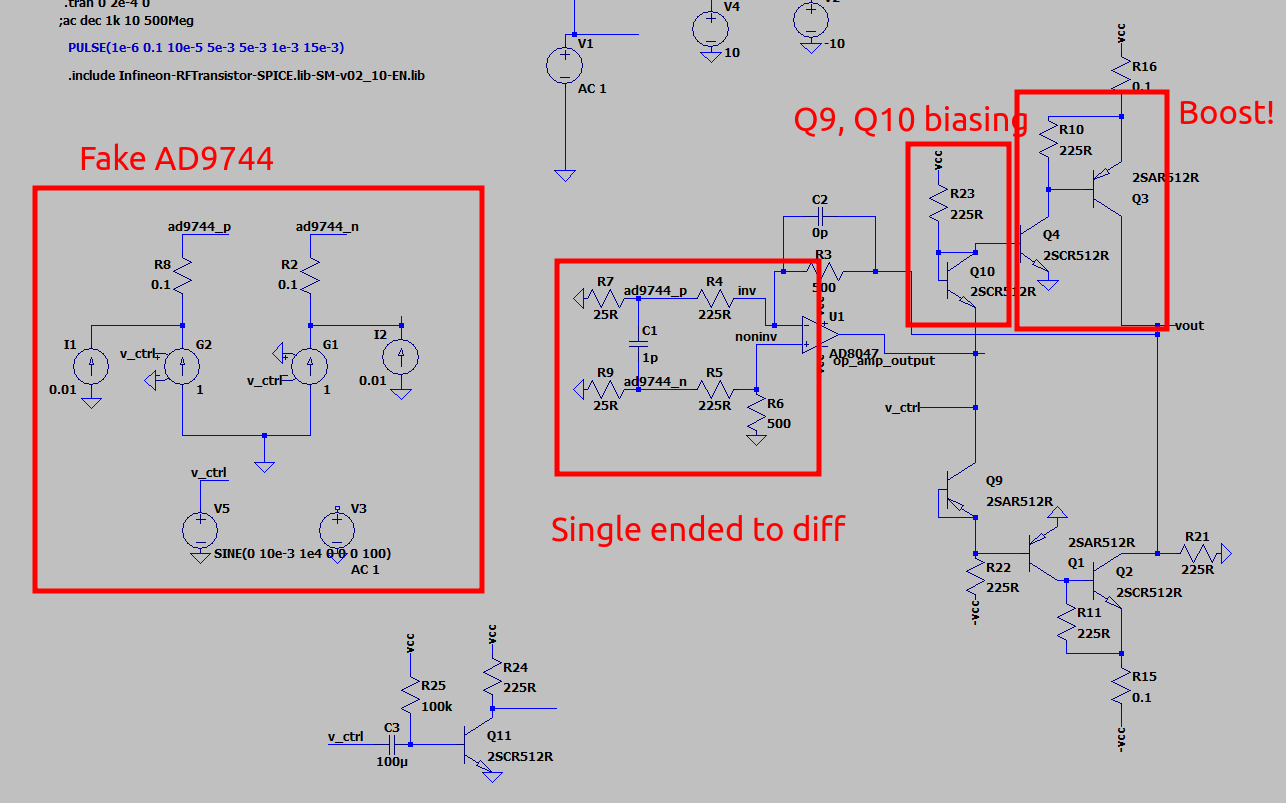 .tran 0 2e-4 0
;ac dec 1k 10 500Meg
PULSE(1e-6 0.1 10e-5 5e-3 5e-3 1e-3 15e-3)
.include Infineon-RFTransistor-SPICE.lib-SM-v02_10-EN.lib
V1
AC 1
V4
10
-10
vcc
R16
0.1
Boost!
Q9, Q10 biasing
R10
225R
2SAR512R
Q3
Q4
2SCR512R
vcc
R23
225R
Q10
2SCR512R
Fake AD9744
ad9744_p
ad9744_n
R8
0.1
R2
0.1
I1
0.01
v_ctrl
G2
1
G1
v_ctrl
1
I2
0.01
v_ctrl
V5
SINE(0 10e-3 1e4 0 0 0 100)
V3
AC 1
C2
0p
R3
500
R7
25R
ad9744_p
R4
225R
inv
C1
1p
noninv
vcc
U1
AD8047
vcc
op_amp_output
R9
25R
ad9744_n
R5
225R
R6
500
Single ended to diff
vout
v_ctrl
Q9
2SAR512R
R22
225R
-vcc
2SAR512R
Q1
Q2
2SCR512R
R21
225R
R11
225R
R15
0.1
-vcc
vcc
R25
100k
vcc
R24
225R
v_ctrl
C3
100µ
Q11
2SCR512R